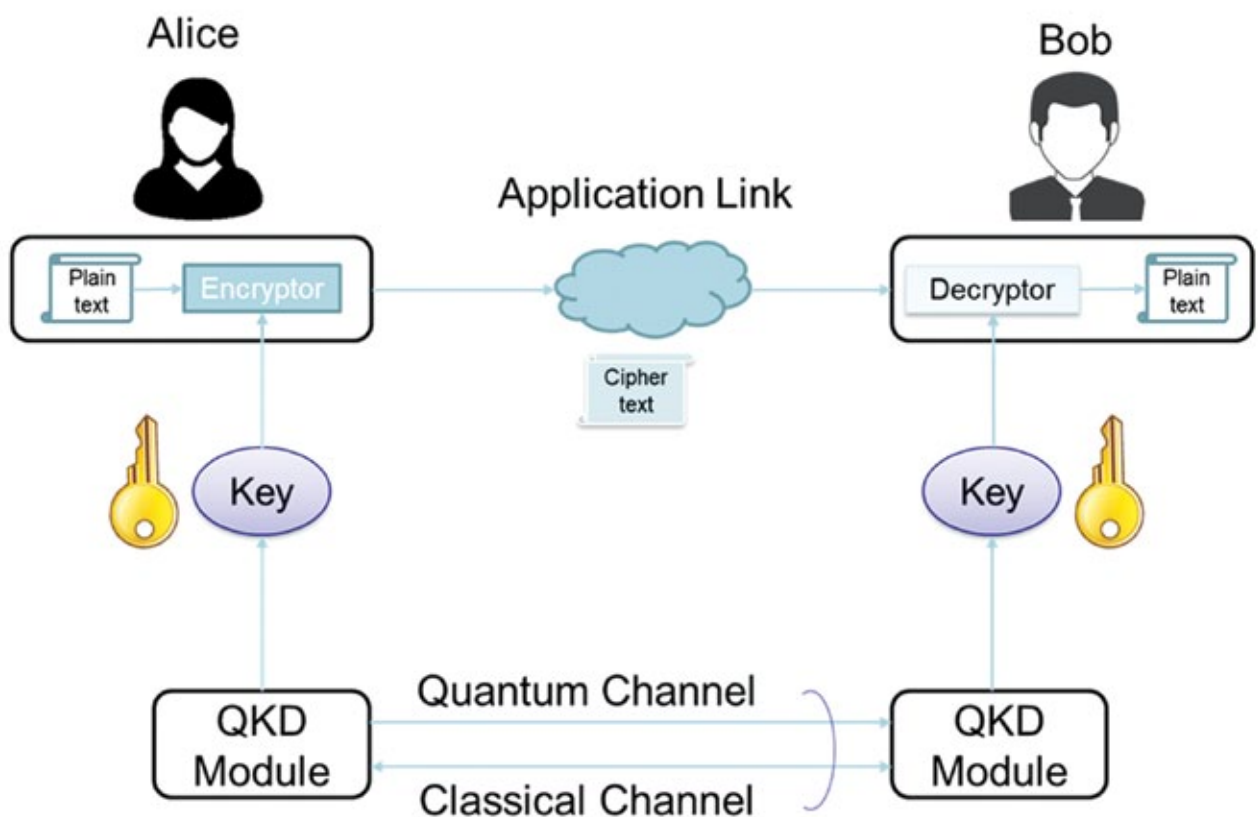 Alice
Bob
Application Link
Plain
text
Encryptor
Decryptor
Plain
text
Cipher
text
Key
Key
Quantum Channel
QKD
Module
QKD
Module
Classical Channel